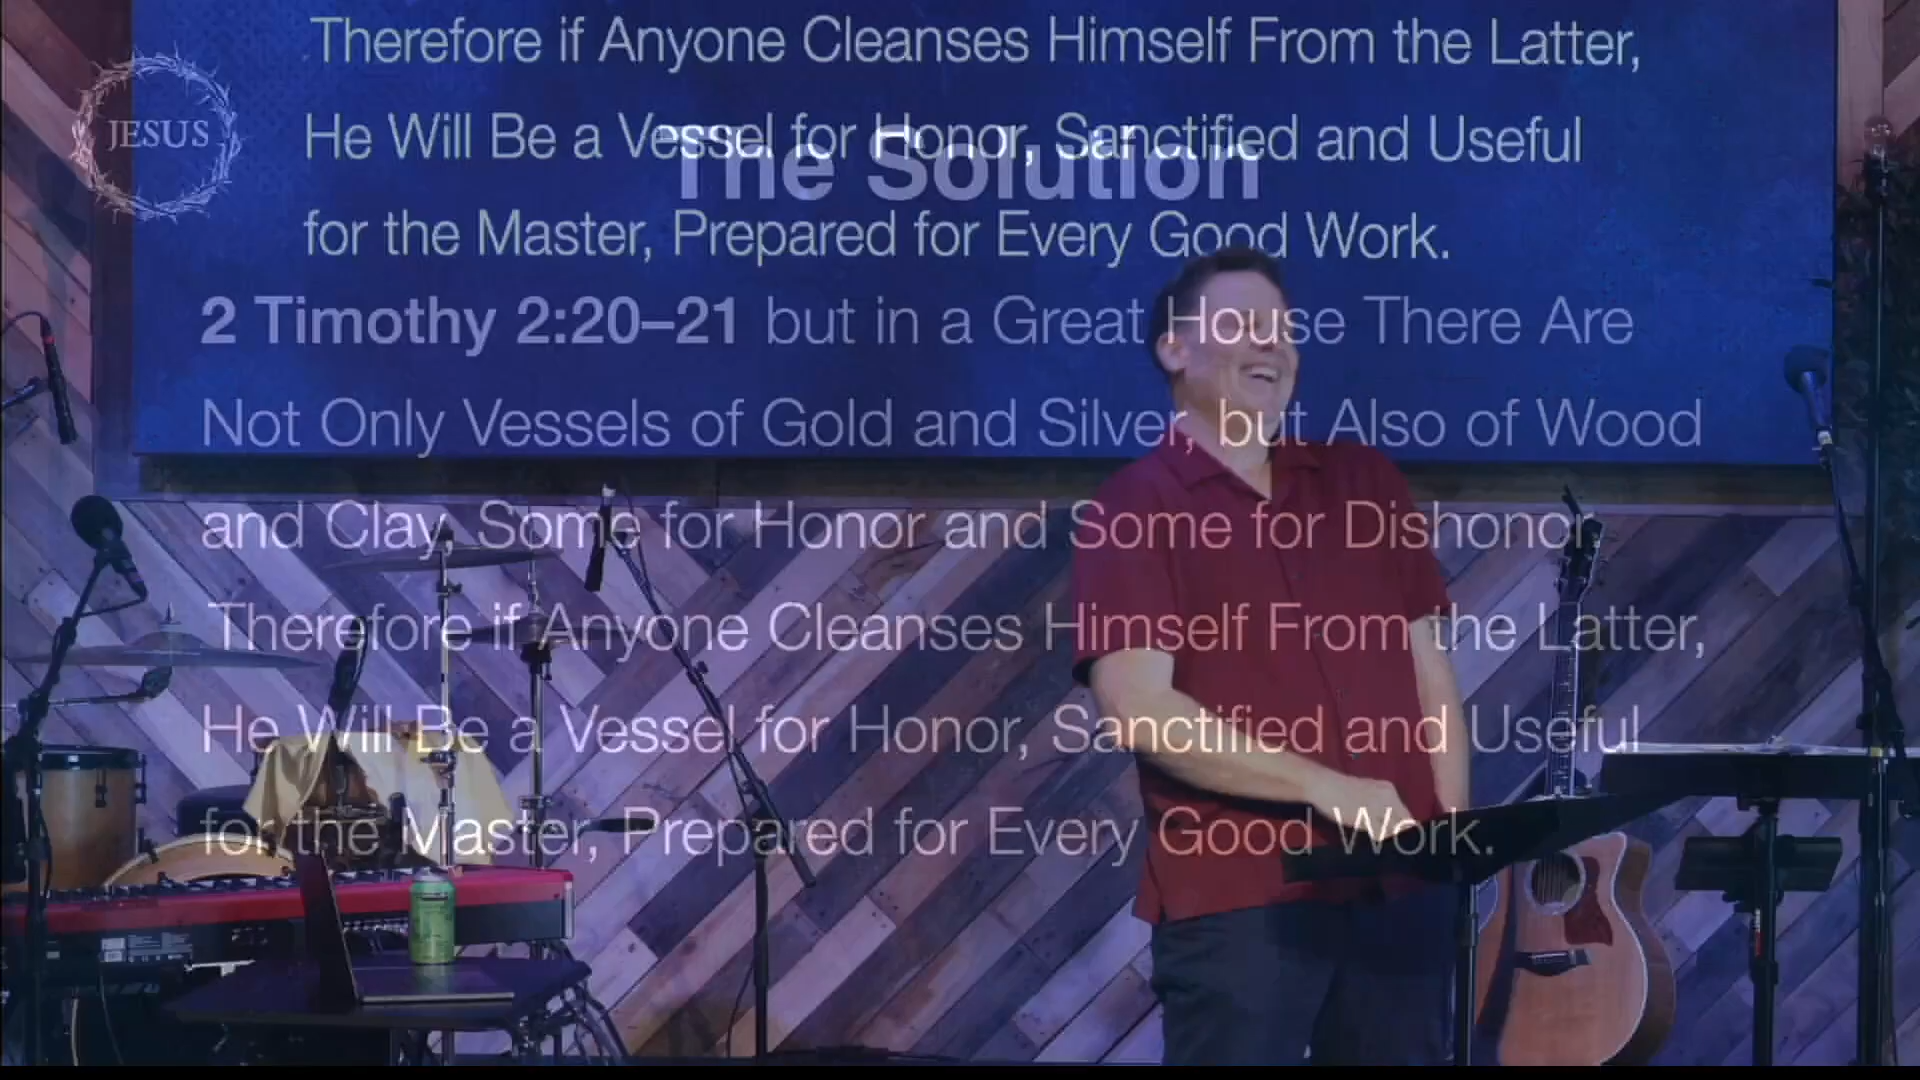 Therefore if Anyone Cleanses Himself From the Latter,
JESUS
He Will Be a Vessel for Honor, Sanctified and Useful
The Solution
for the Master, Prepared for Every Good Work.
2 Timothy 2:20–21 but in a Great House There Are
Not Only Vessels of Gold and Silver, but Also of Wood
and Clay, Some for Honor and Some for Dishonor.
Therefore if Anyone Cleanses Himself From the Latter,
He Will Be a Vessel for Honor, Sanctified and Useful
for the Master, Prepared for Every Good Work.